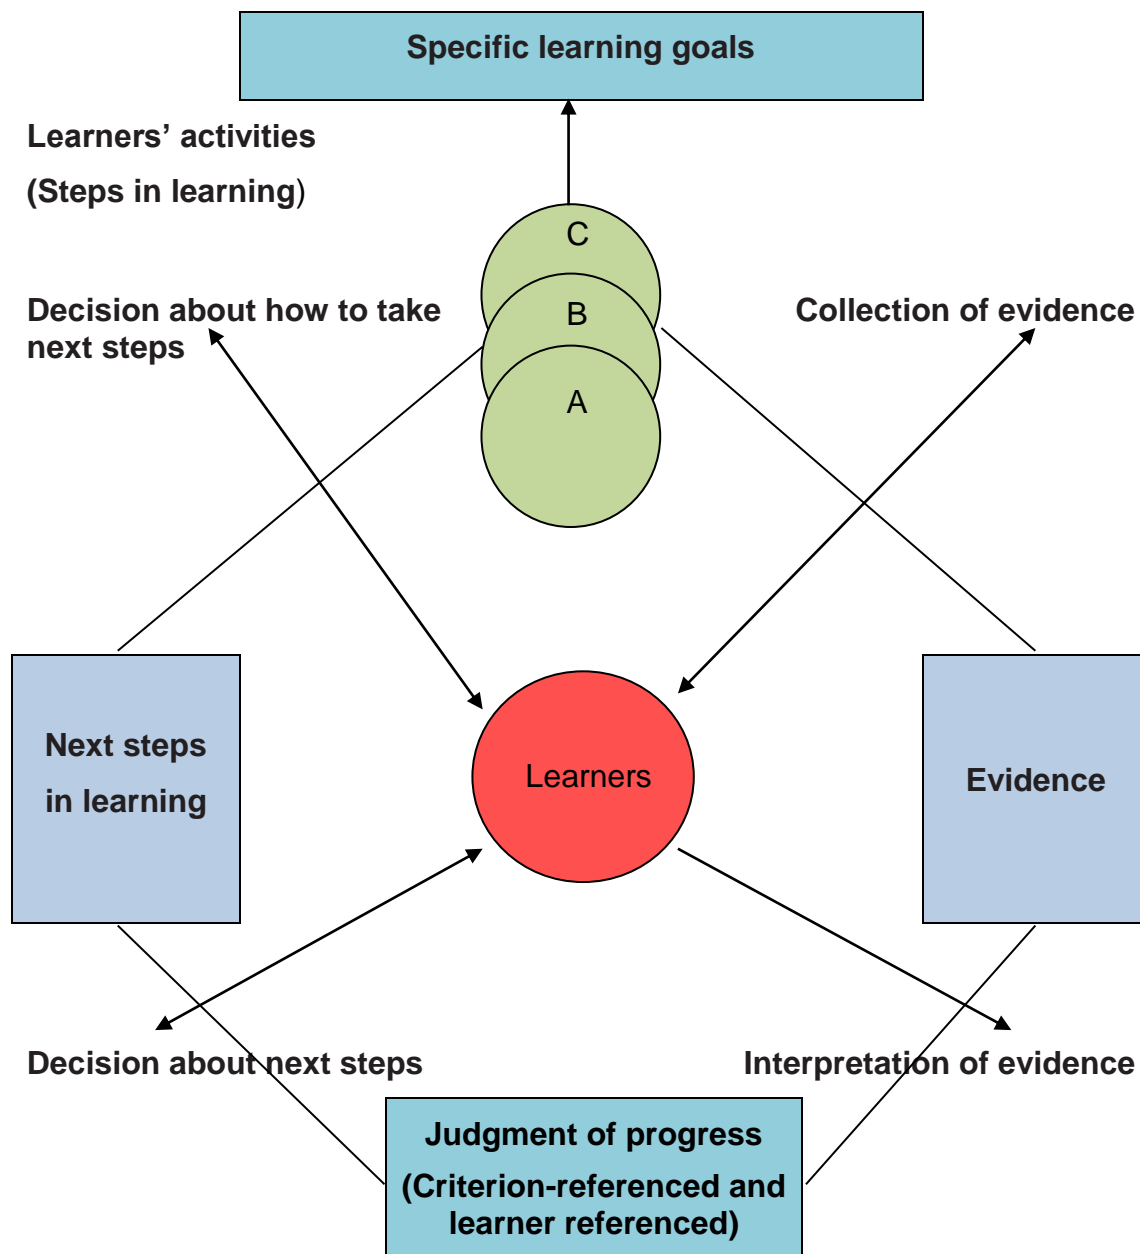 Specific learning goals
Learners’ activities
(Steps in learning)
C
Decision about how to take
next steps
B
Collection of evidence
A
Next steps
in learning
Learners
Evidence
Decision about next steps
Interpretation of evidence
Judgment of progress
(Criterion-referenced and
learner referenced)